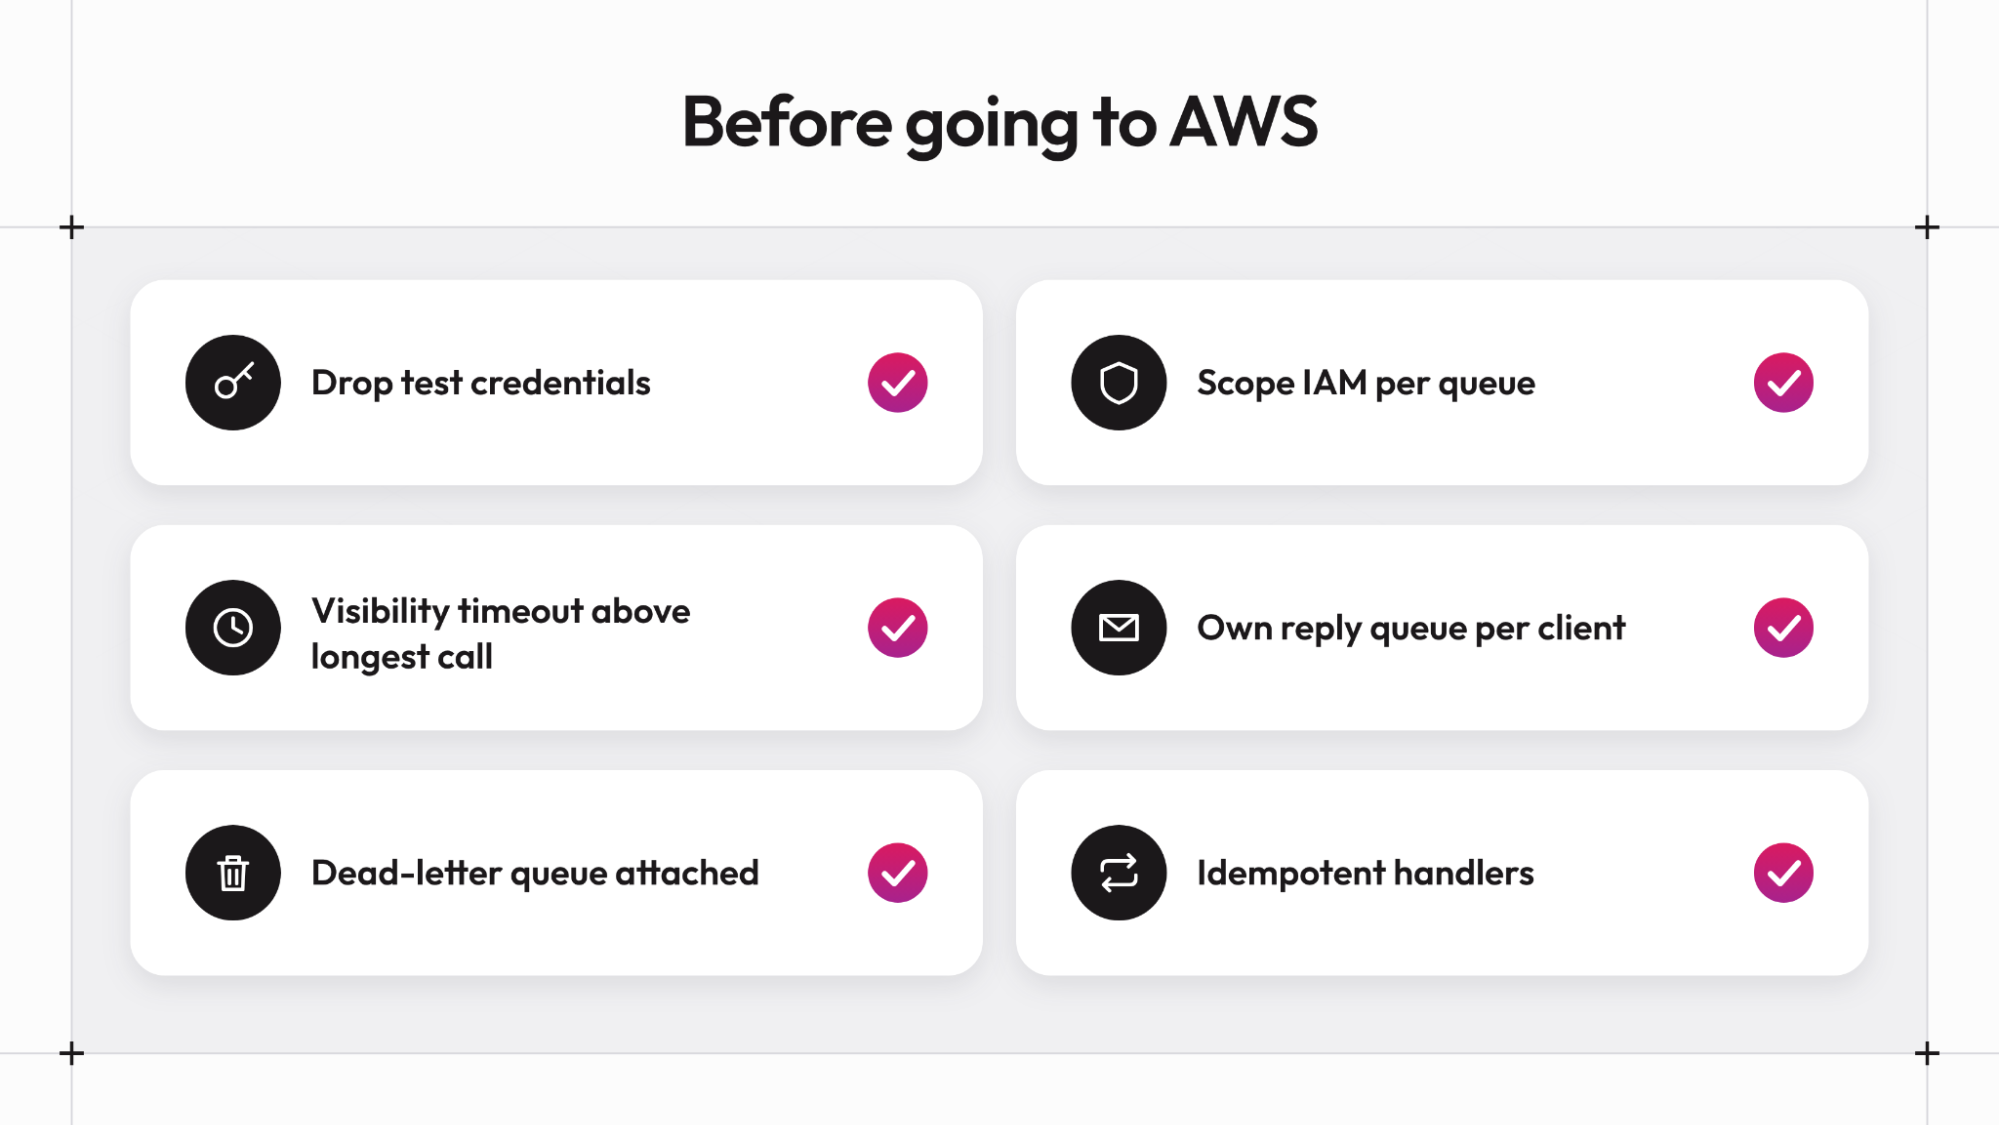 Before going to AWS
Drop test credentials
Scope IAM per queue
Visibility timeout above
longest call
Own reply queue per client
Dead-letter queue attached
Idempotent handlers